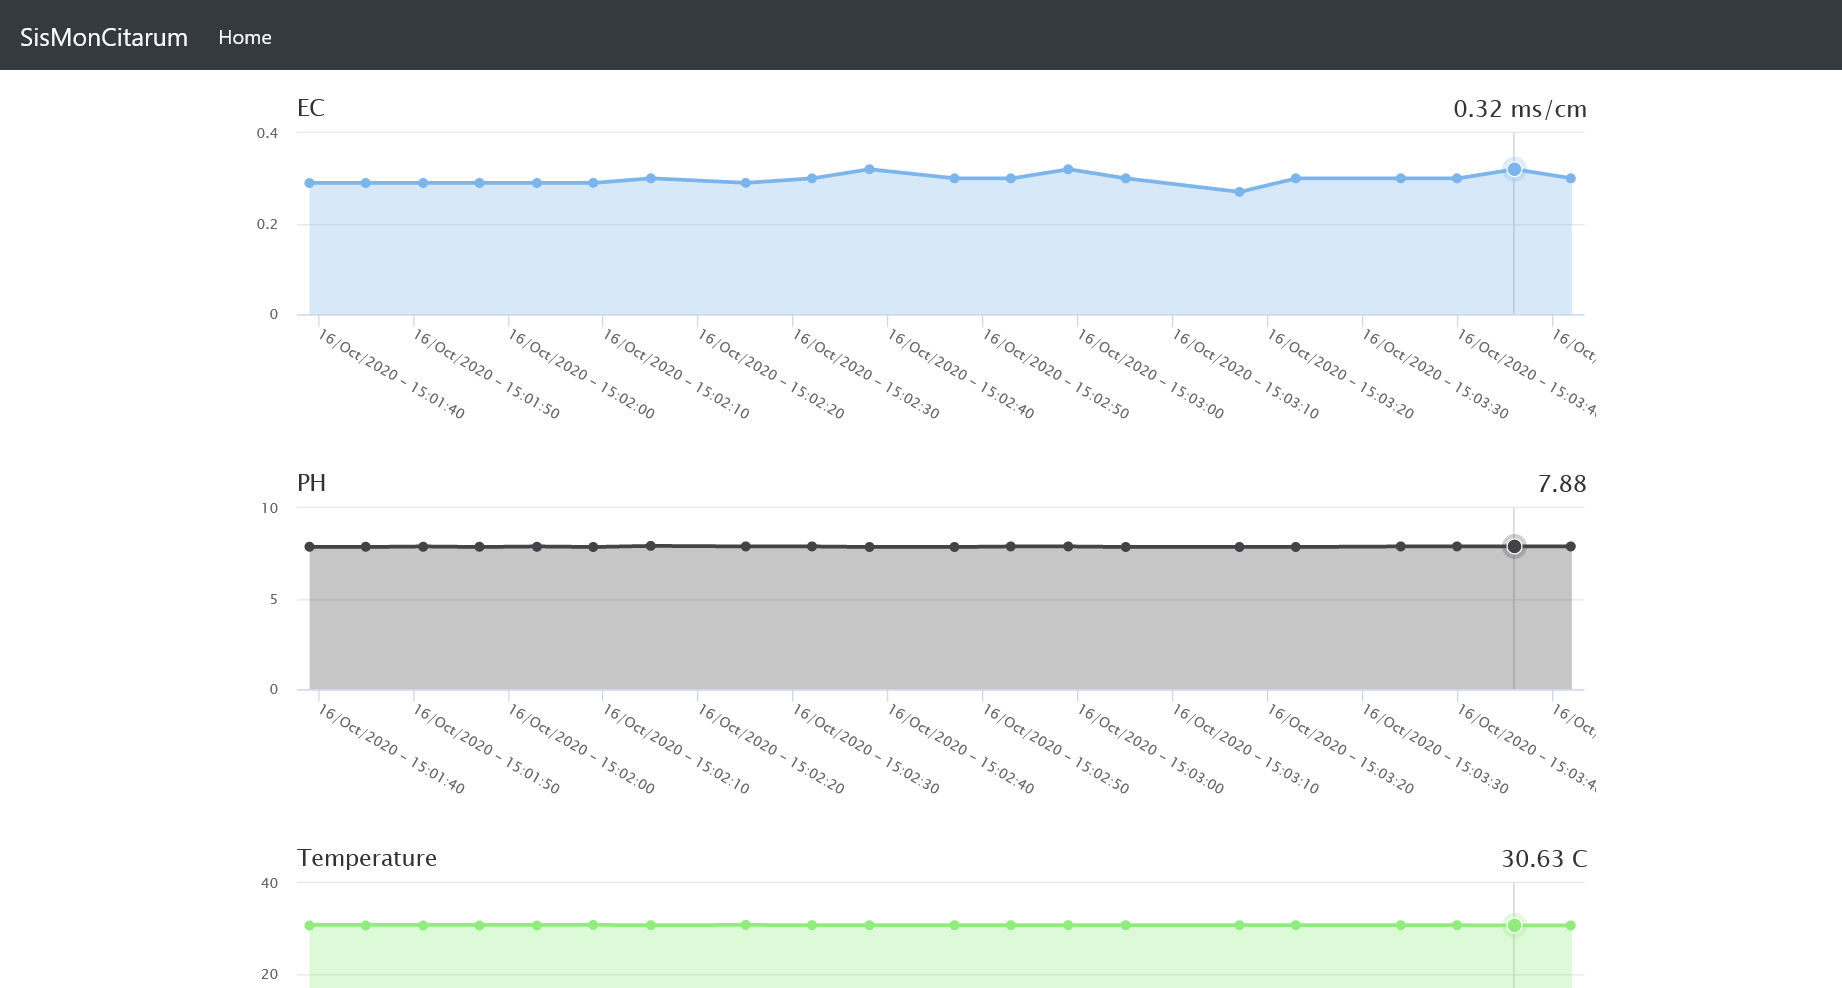 SisMonCitarum Home
EC 0.32 ms/cm
0.4
0.2
0
16/Oct/2020 - 15:01:40
16/Oct/2020 - 15:01:50
16/Oct/2020 - 15:02:00
16/Oct/2020 - 15:02:10
16/Oct/2020 - 15:02:20
16/Oct/2020 - 15:02:30
16/Oct/2020 - 15:02:40
16/Oct/2020 - 15:02:50
16/Oct/2020 - 15:03:00
16/Oct/2020 - 15:03:10
16/Oct/2020 - 15:03:20
16/Oct/2020 - 15:03:30
16/Oct/2020 - 15:03:4
16/Oct/
PH 7.88
10
5
0
16/Oct/2020 - 15:01:40
16/Oct/2020 - 15:01:50
16/Oct/2020 - 15:02:00
16/Oct/2020 - 15:02:10
16/Oct/2020 - 15:02:20
16/Oct/2020 - 15:02:30
16/Oct/2020 - 15:02:40
16/Oct/2020 - 15:02:50
16/Oct/2020 - 15:03:00
16/Oct/2020 - 15:03:10
16/Oct/2020 - 15:03:20
16/Oct/2020 - 15:03:30
16/Oct/2020 - 15:03:4
16/Oct/
Temperature 30.63 C
40
20